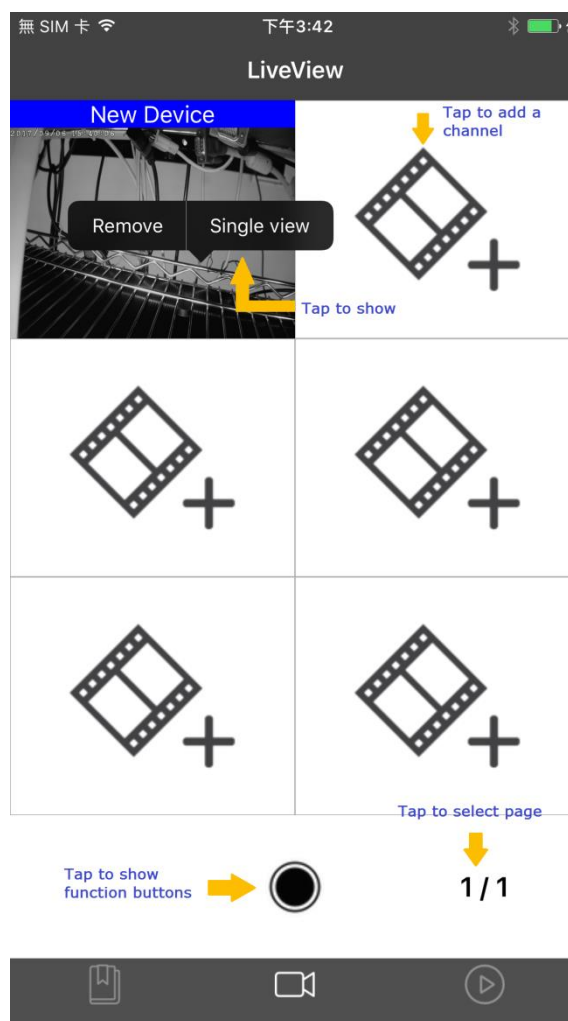 無 SIM 卡 下午3:42
LiveView
New Device
Tap to add a
channel
Remove Single view
Tap to show
Tap to select page
Tap to show
function buttons
1 / 1